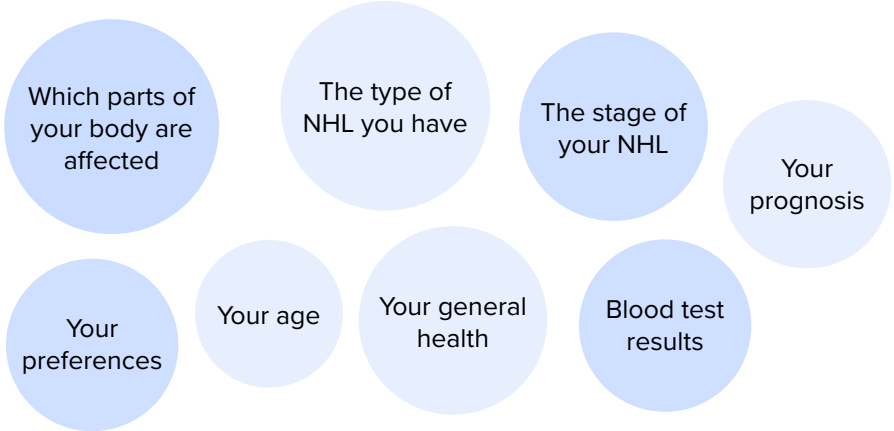 Which parts of
your body are
affected
The type of
NHL you have
The stage of
your NHL
Your
prognosis
Your
preferences
Your age
Your general
health
Blood test
results